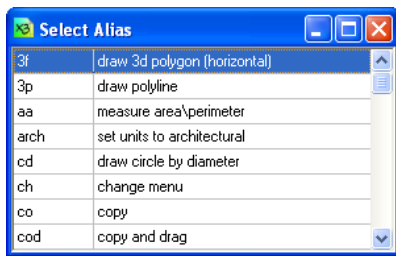 X3 Select Alias
3f draw 3d polygon (horizontal)
3p draw polyline
aa measure area\perimeter
arch set units to architectural
cd draw circle by diameter
ch change menu
co copy
cod copy and drag